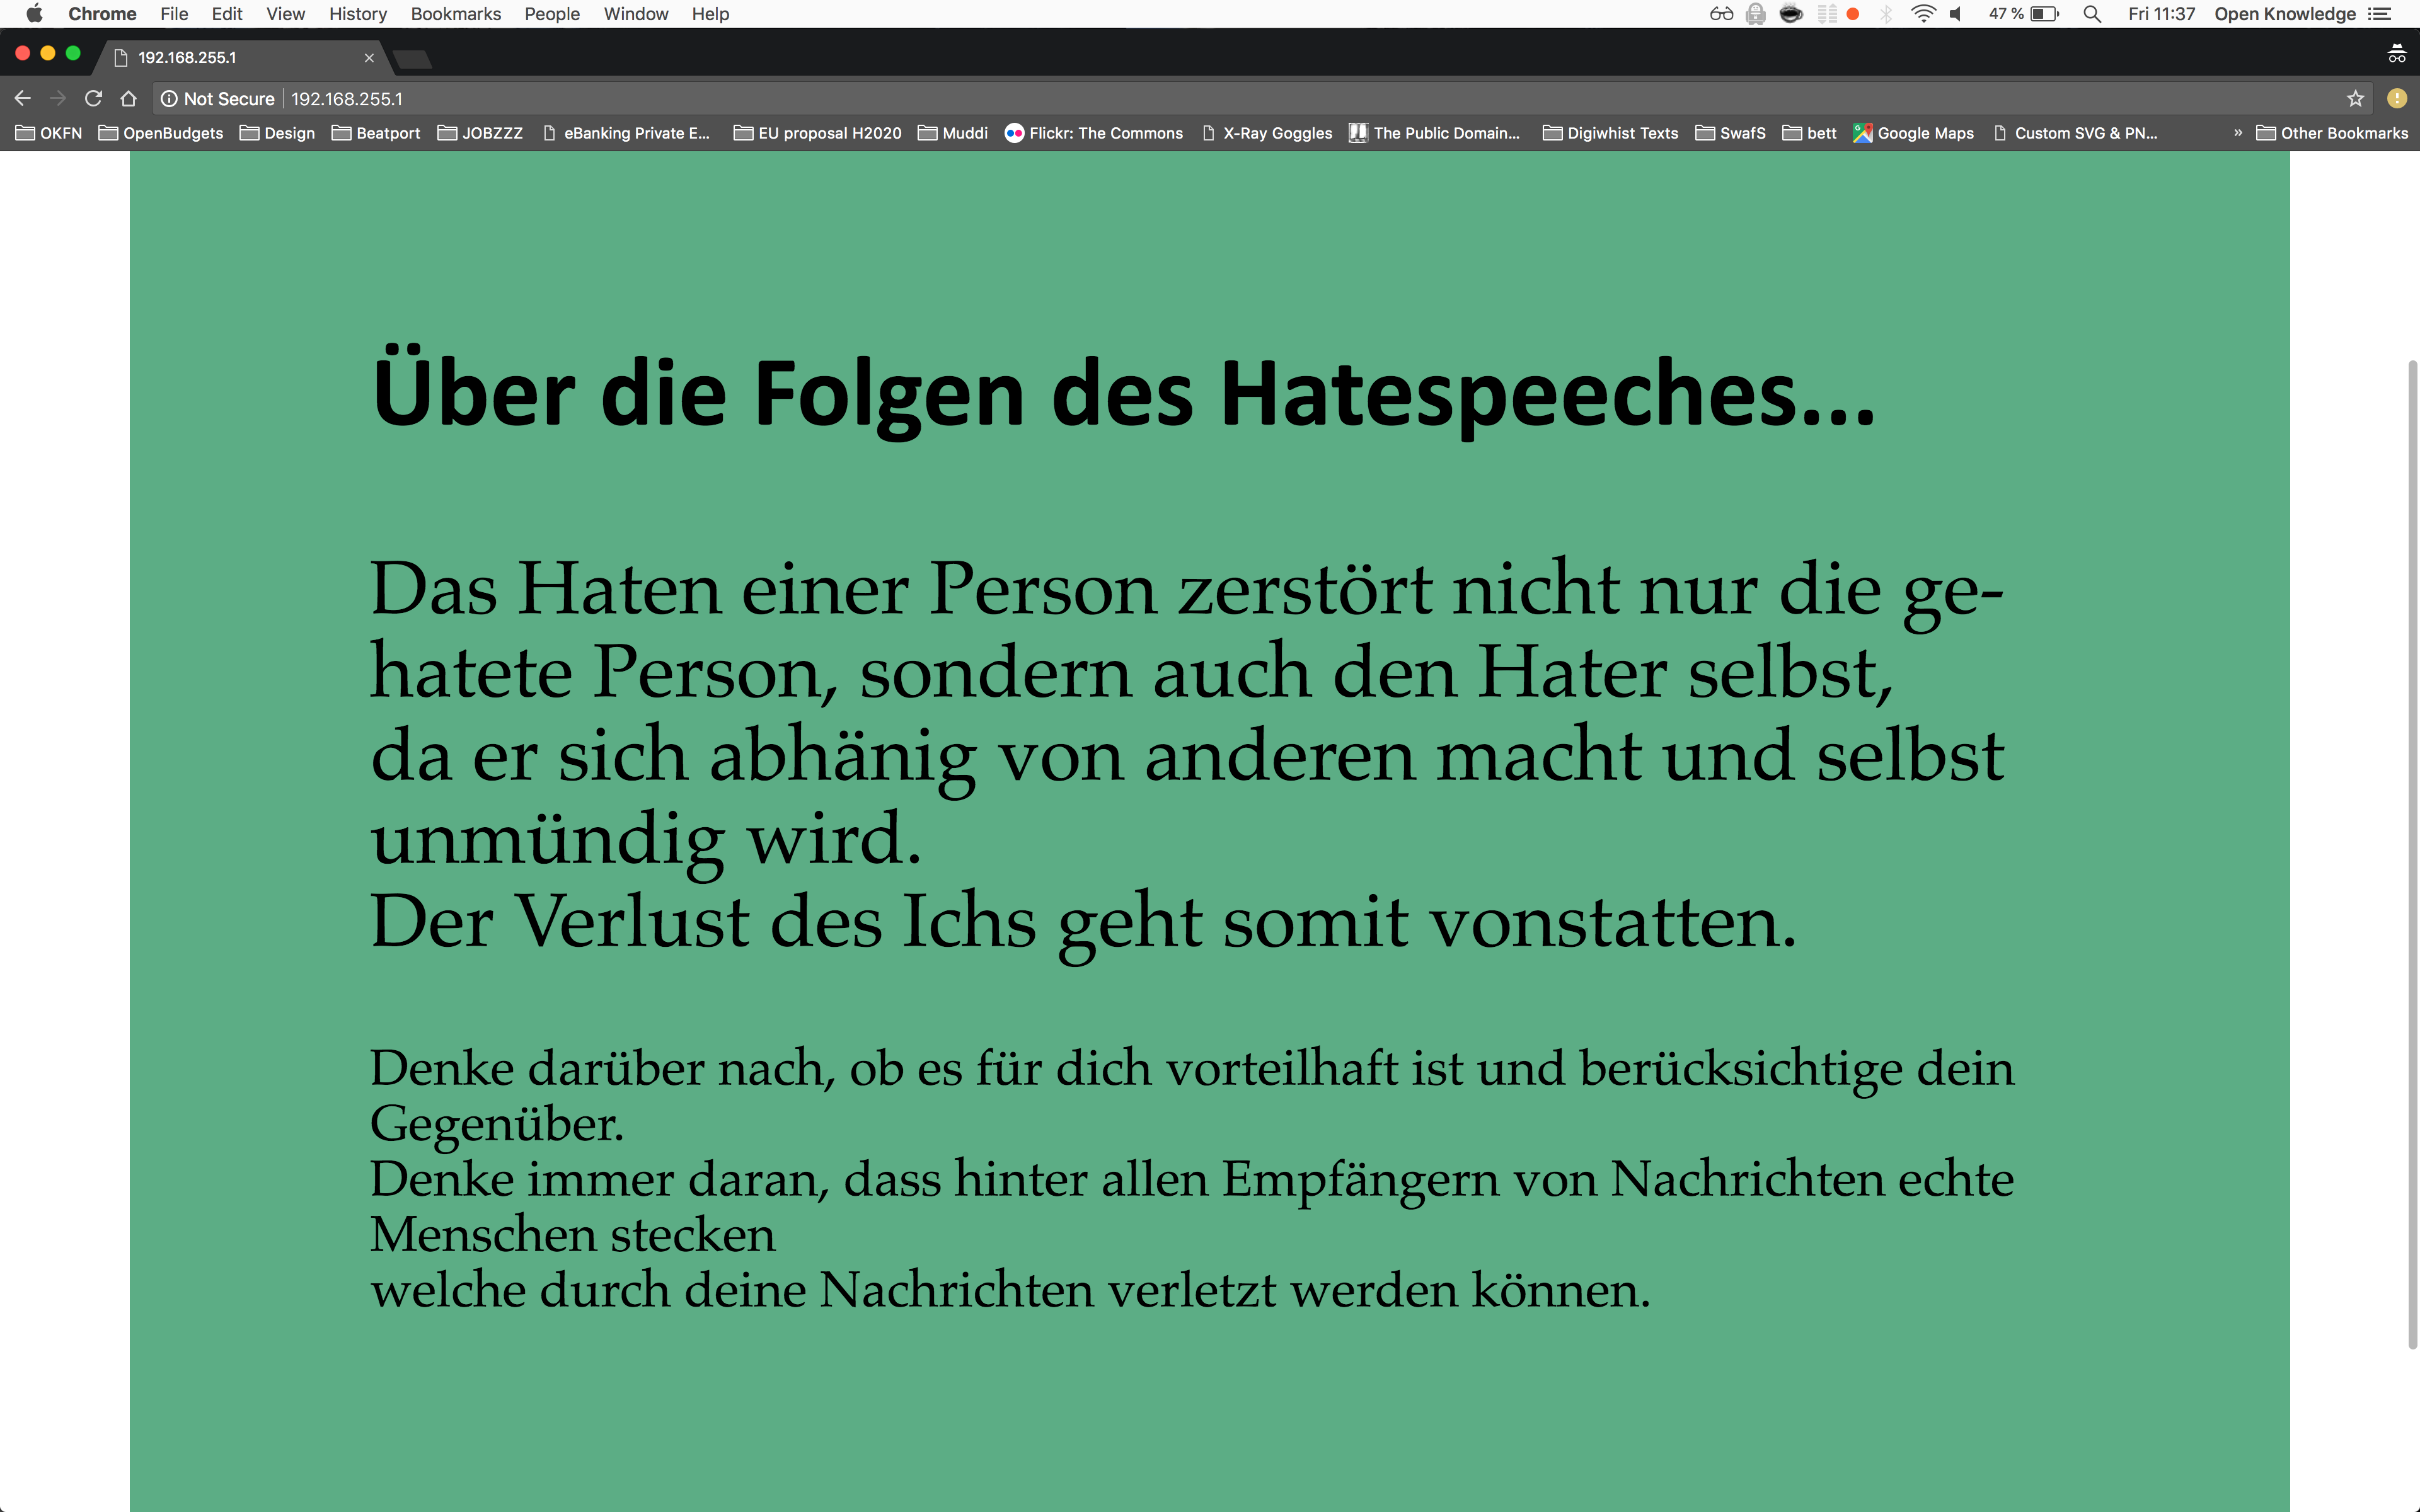 Chrome File Edit View History Bookmarks People Window Help 47 % Fri 11:37 Open Knowledge
192.168.255.1
Not Secure 192.168.255.1
OKFN OpenBudgets Design Beatport JOBZZZ eBanking Private E... EU proposal H2020 Muddi Flickr: The Commons X-Ray Goggles The Public Domain... Digiwhist Texts SwafS bett Google Maps Custom SVG & PN... » Other Bookmarks
Über die Folgen des Hatespeeches...
Das Haten einer Person zerstört nicht nur die ge-
hatete Person, sondern auch den Hater selbst,
da er sich abhänig von anderen macht und selbst
unmündig wird.
Der Verlust des Ichs geht somit vonstatten.
Denke darüber nach, ob es für dich vorteilhaft ist und berücksichtige dein
Gegenüber.
Denke immer daran, dass hinter allen Empfängern von Nachrichten echte
Menschen stecken
welche durch deine Nachrichten verletzt werden können.